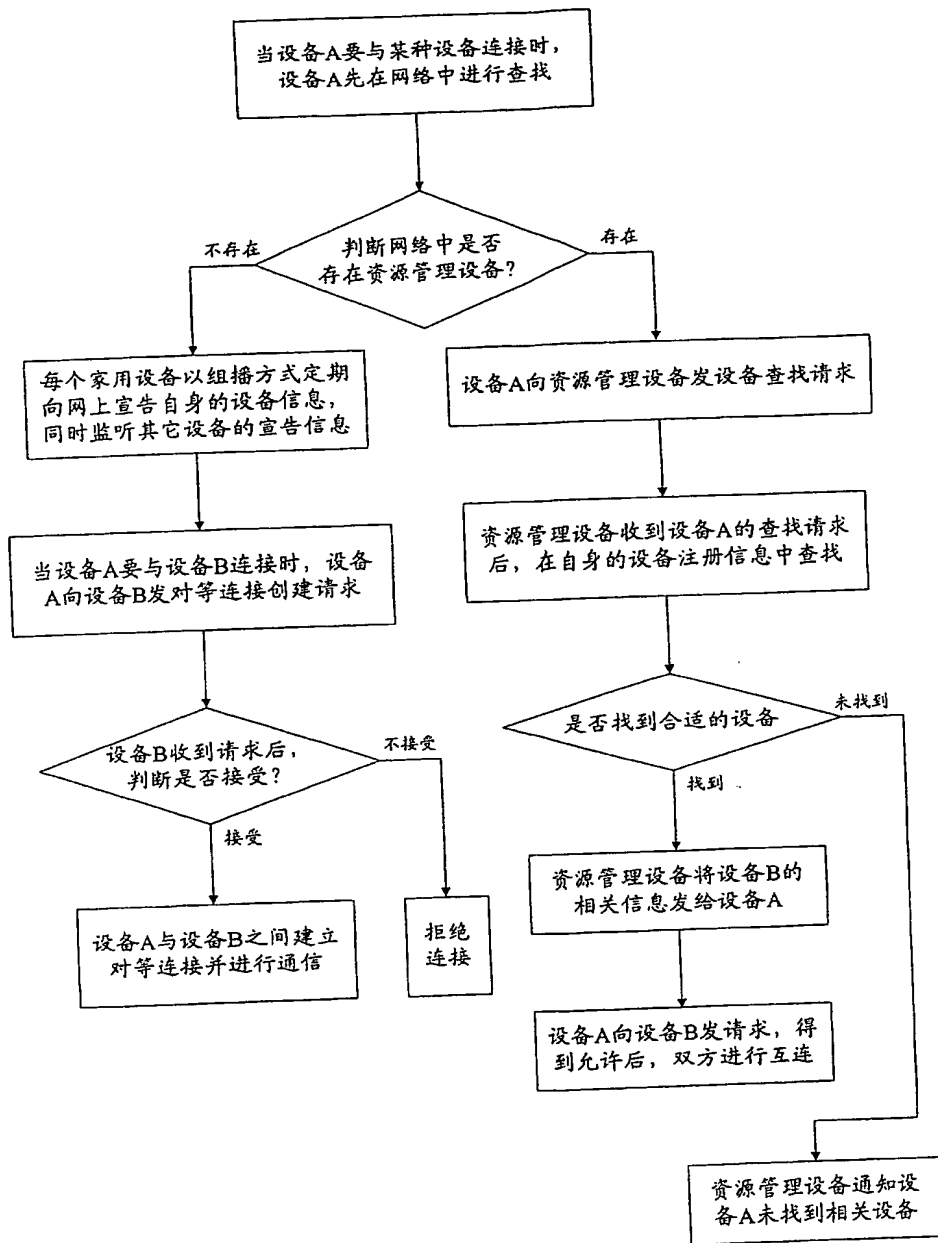 当设备A要与某种设备连接时，
设备A先在网络中进行查找
判断网络中是否
存在资源管理设备？
不存在
存在
每个家用设备以组播方式定期
向网上宣告自身的设备信息，
同时监听其它设备的宣告信息
设备A向资源管理设备发设备查找请求
当设备A要与设备B连接时，设备
A向设备B发对等连接创建请求
资源管理设备收到设备A的查找请求
后，在自身的设备注册信息中查找
设备B收到请求后，
判断是否接受？
不接受
接受
是否找到合适的设备
未找到
找到
设备A与设备B之间建立
对等连接并进行通信
拒绝
连接
资源管理设备将设备B的
相关信息发给设备A
设备A向设备B发请求，得
到允许后，双方进行互连
资源管理设备通知设
备A未找到相关设备